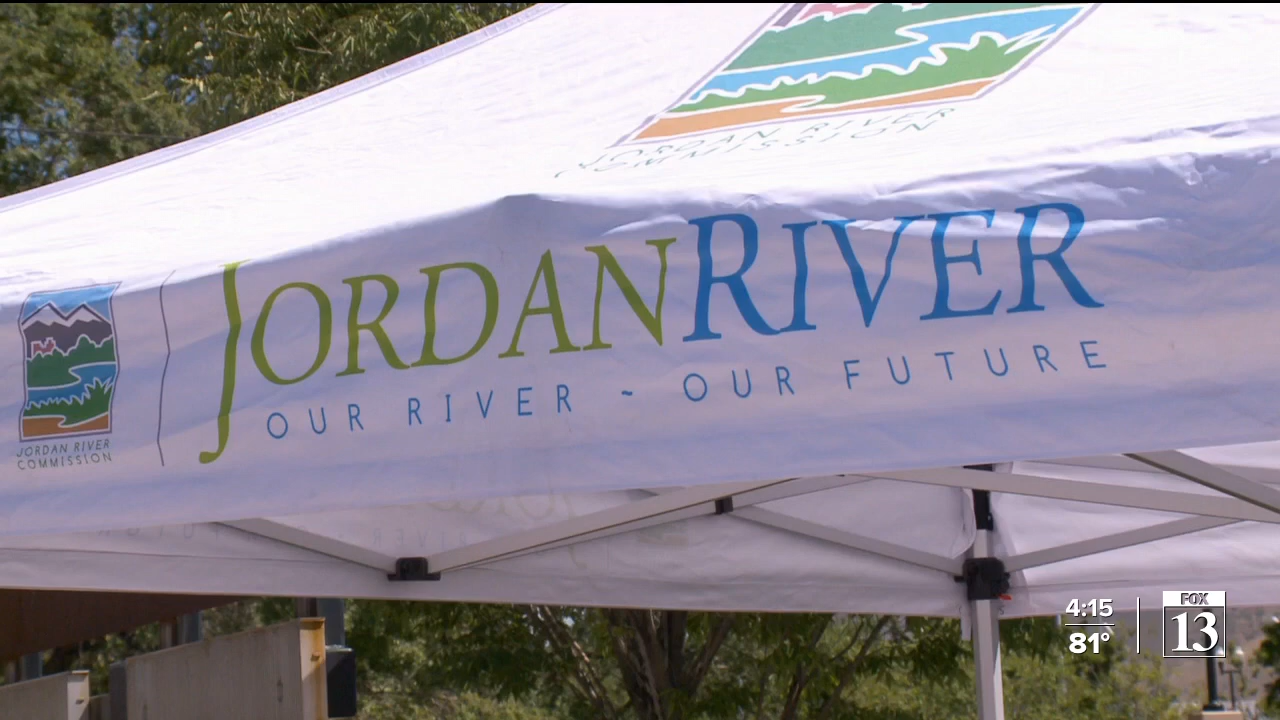 JORDAN RIVER
COMMISSION
JORDANRIVER
OUR RIVER ~ OUR FUTURE
JORDAN RIVER
COMMISSION
4:15
81°
FOX
13